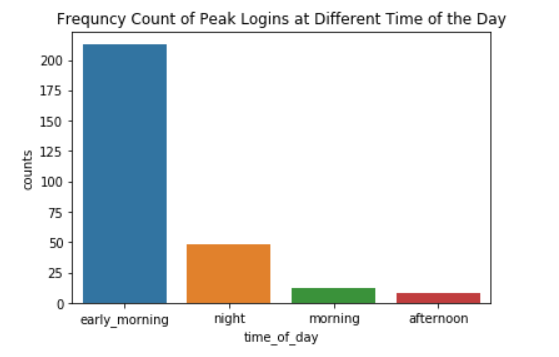 Frequncy Count of Peak Logins at Different Time of the Day
200
175
150
125
100
75
50
25
0
counts
early_morning night morning afternoon
time_of_day